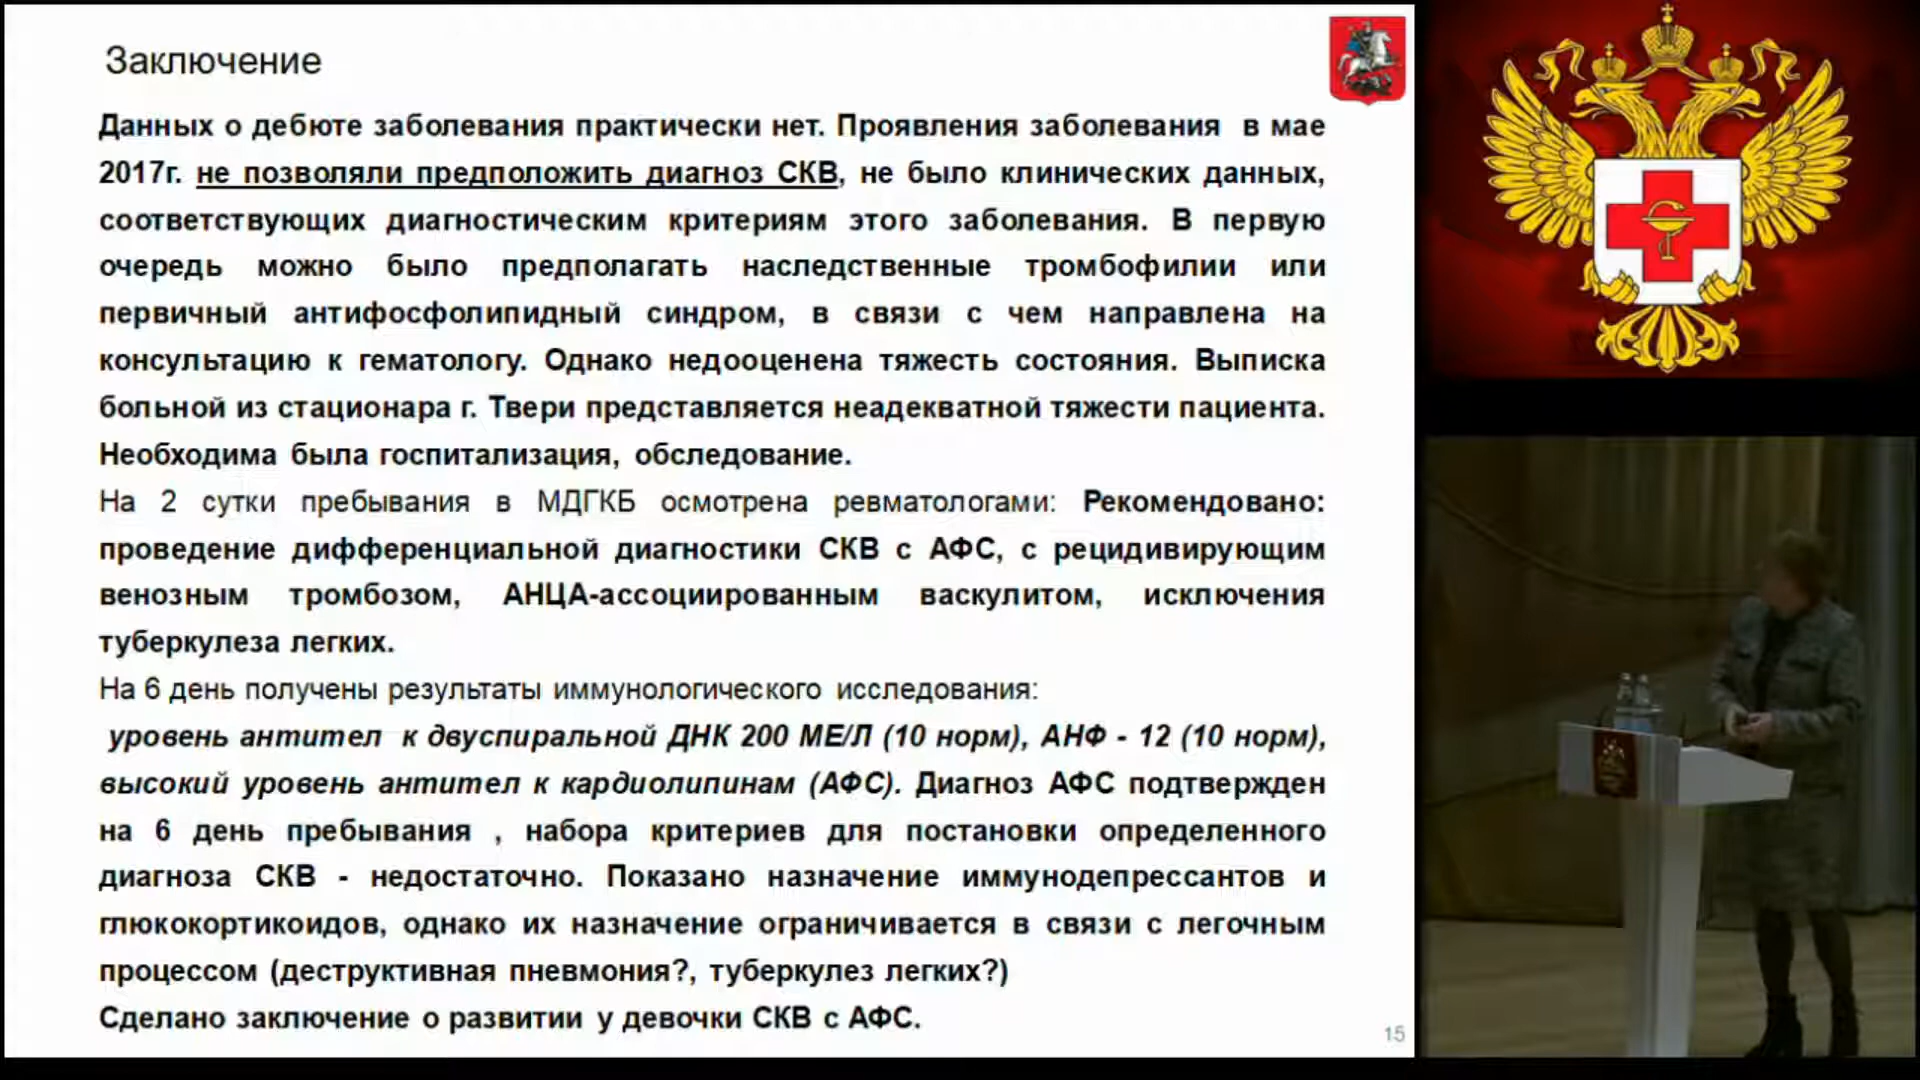 Заключение
Данных о дебюте заболевания практически нет. Проявления заболевания в мае
2017г. не позволяли предположить диагноз СКВ, не было клинических данных,
соответствующих диагностическим критериям этого заболевания. В первую
очередь можно было предполагать наследственные тромбофилии или
первичный антифосфолипидный синдром, в связи с чем направлена на
консультацию к гематологу. Однако недооценена тяжесть состояния. Выписка
больной из стационара г. Твери представляется неадекватной тяжести пациента.
Необходима была госпитализация, обследование.
На 2 сутки пребывания в МДГКБ осмотрена ревматологами: Рекомендовано:
проведение дифференциальной диагностики СКВ с АФС, с рецидивирующим
венозным тромбозом, АНЦА-ассоциированным васкулитом, исключения
туберкулеза легких.
На 6 день получены результаты иммунологического исследования:
уровень антител к двуспиральной ДНК 200 МЕ/Л (10 норм), АНФ - 12 (10 норм),
высокий уровень антител к кардиолипинам (АФС). Диагноз АФС подтвержден
на 6 день пребывания , набора критериев для постановки определенного
диагноза СКВ - недостаточно. Показано назначение иммунодепрессантов и
глюкокортикоидов, однако их назначение ограничивается в связи с легочным
процессом (деструктивная пневмония?, туберкулез легких?)
Сделано заключение о развитии у девочки СКВ с АФС.
15